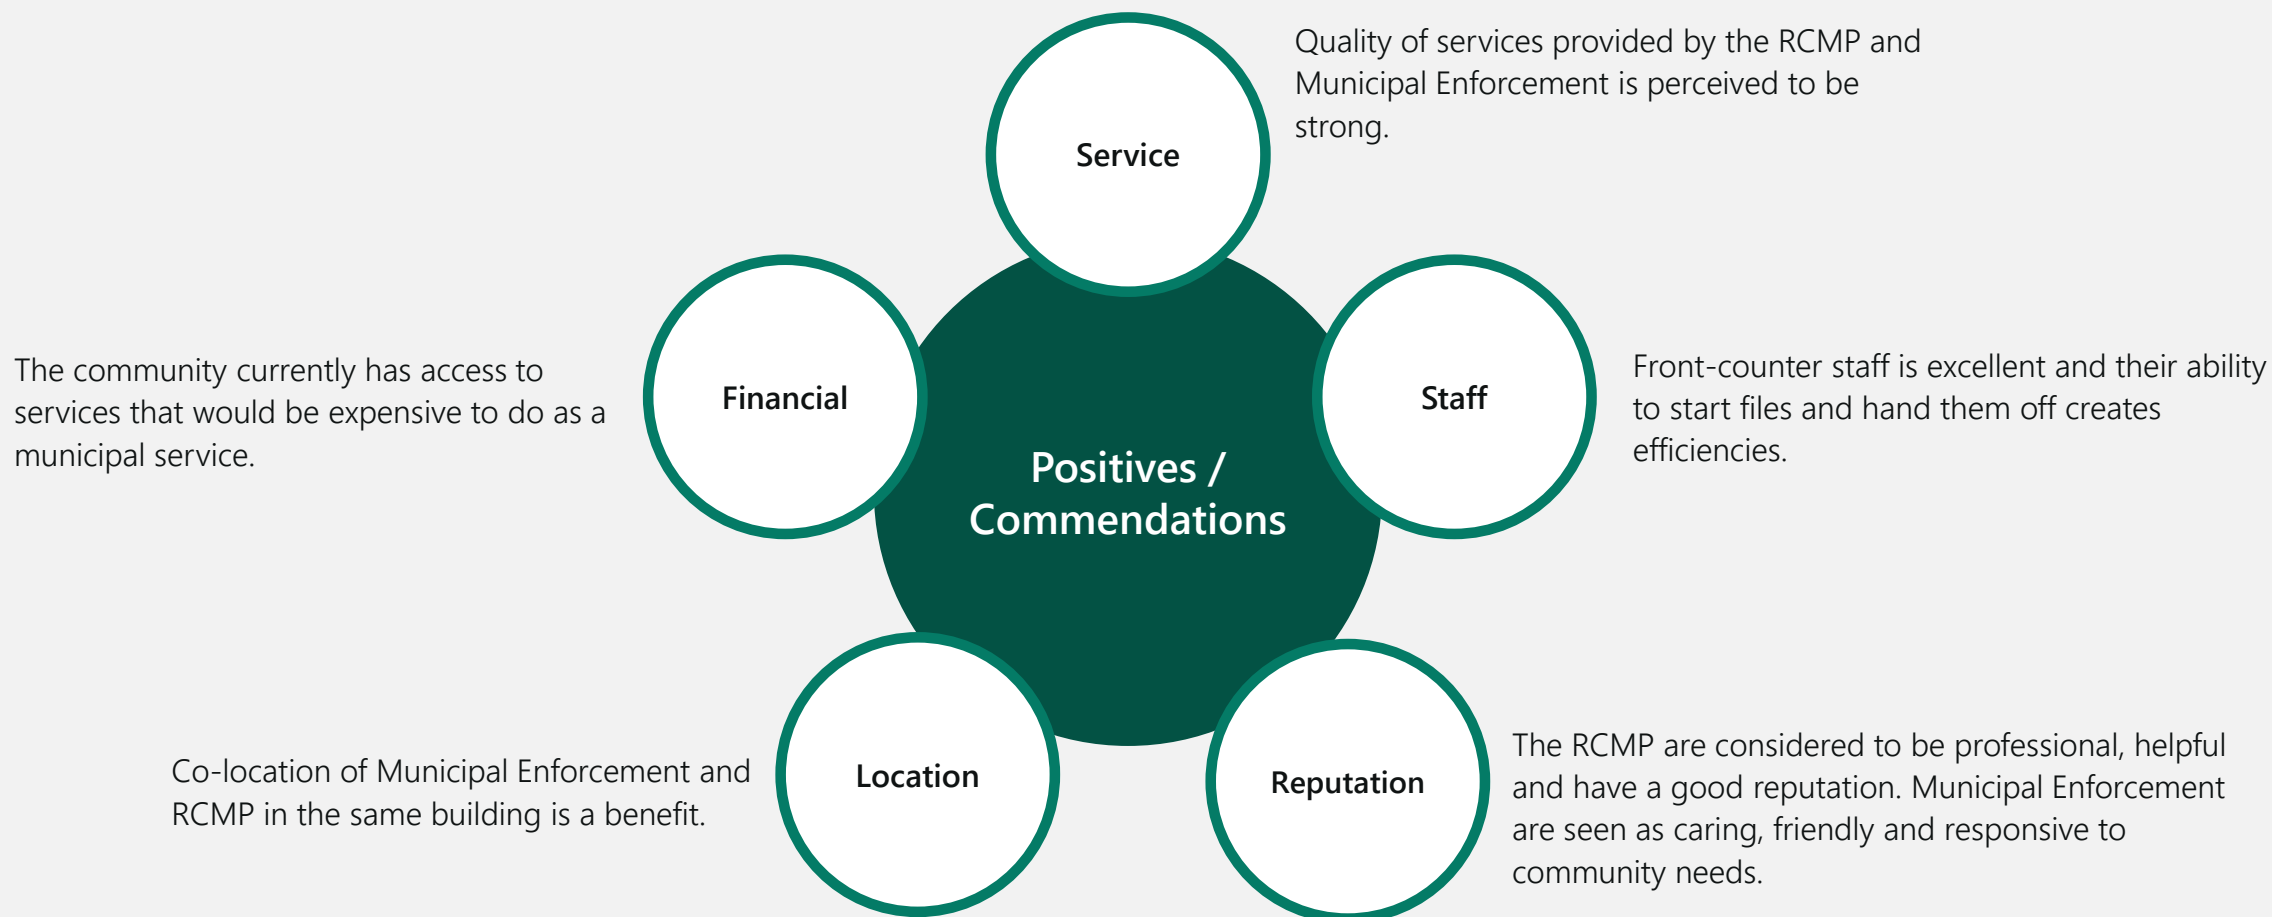 Service
Quality of services provided by the RCMP and
Municipal Enforcement is perceived to be
strong.
Financial
The community currently has access to
services that would be expensive to do as a
municipal service.
Staff
Front-counter staff is excellent and their ability
to start files and hand them off creates
efficiencies.
Positives /
Commendations
Location
Co-location of Municipal Enforcement and
RCMP in the same building is a benefit.
Reputation
The RCMP are considered to be professional, helpful
and have a good reputation. Municipal Enforcement
are seen as caring, friendly and responsive to
community needs.